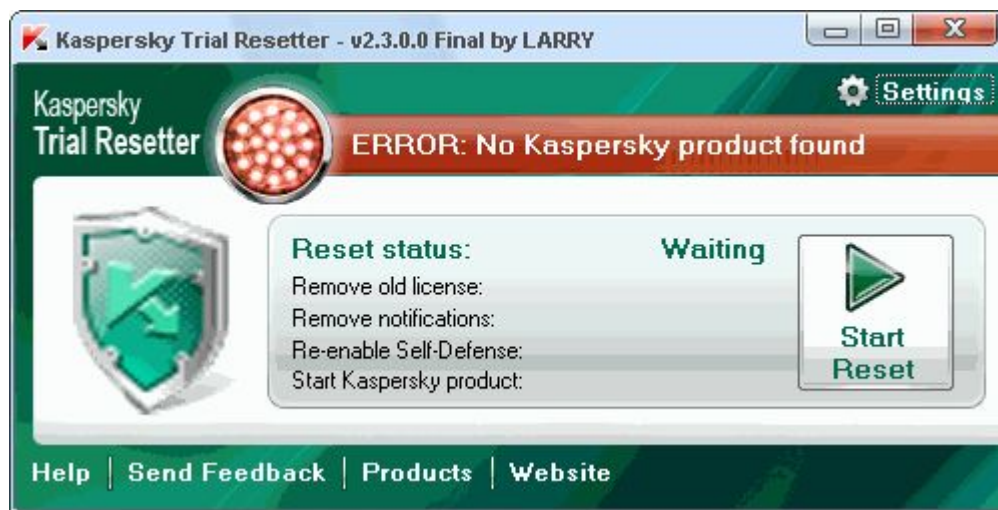 Kaspersky Trial Resetter - v2.3.0.0 Final by LARRY
Settings
Kaspersky
Trial Resetter
ERROR: No Kaspersky product found
Reset status:
Waiting
Remove old license:
Remove notifications:
Re-enable Self-Defense:
Start Kaspersky product:
Start
Reset
Help | Send Feedback | Products | Website